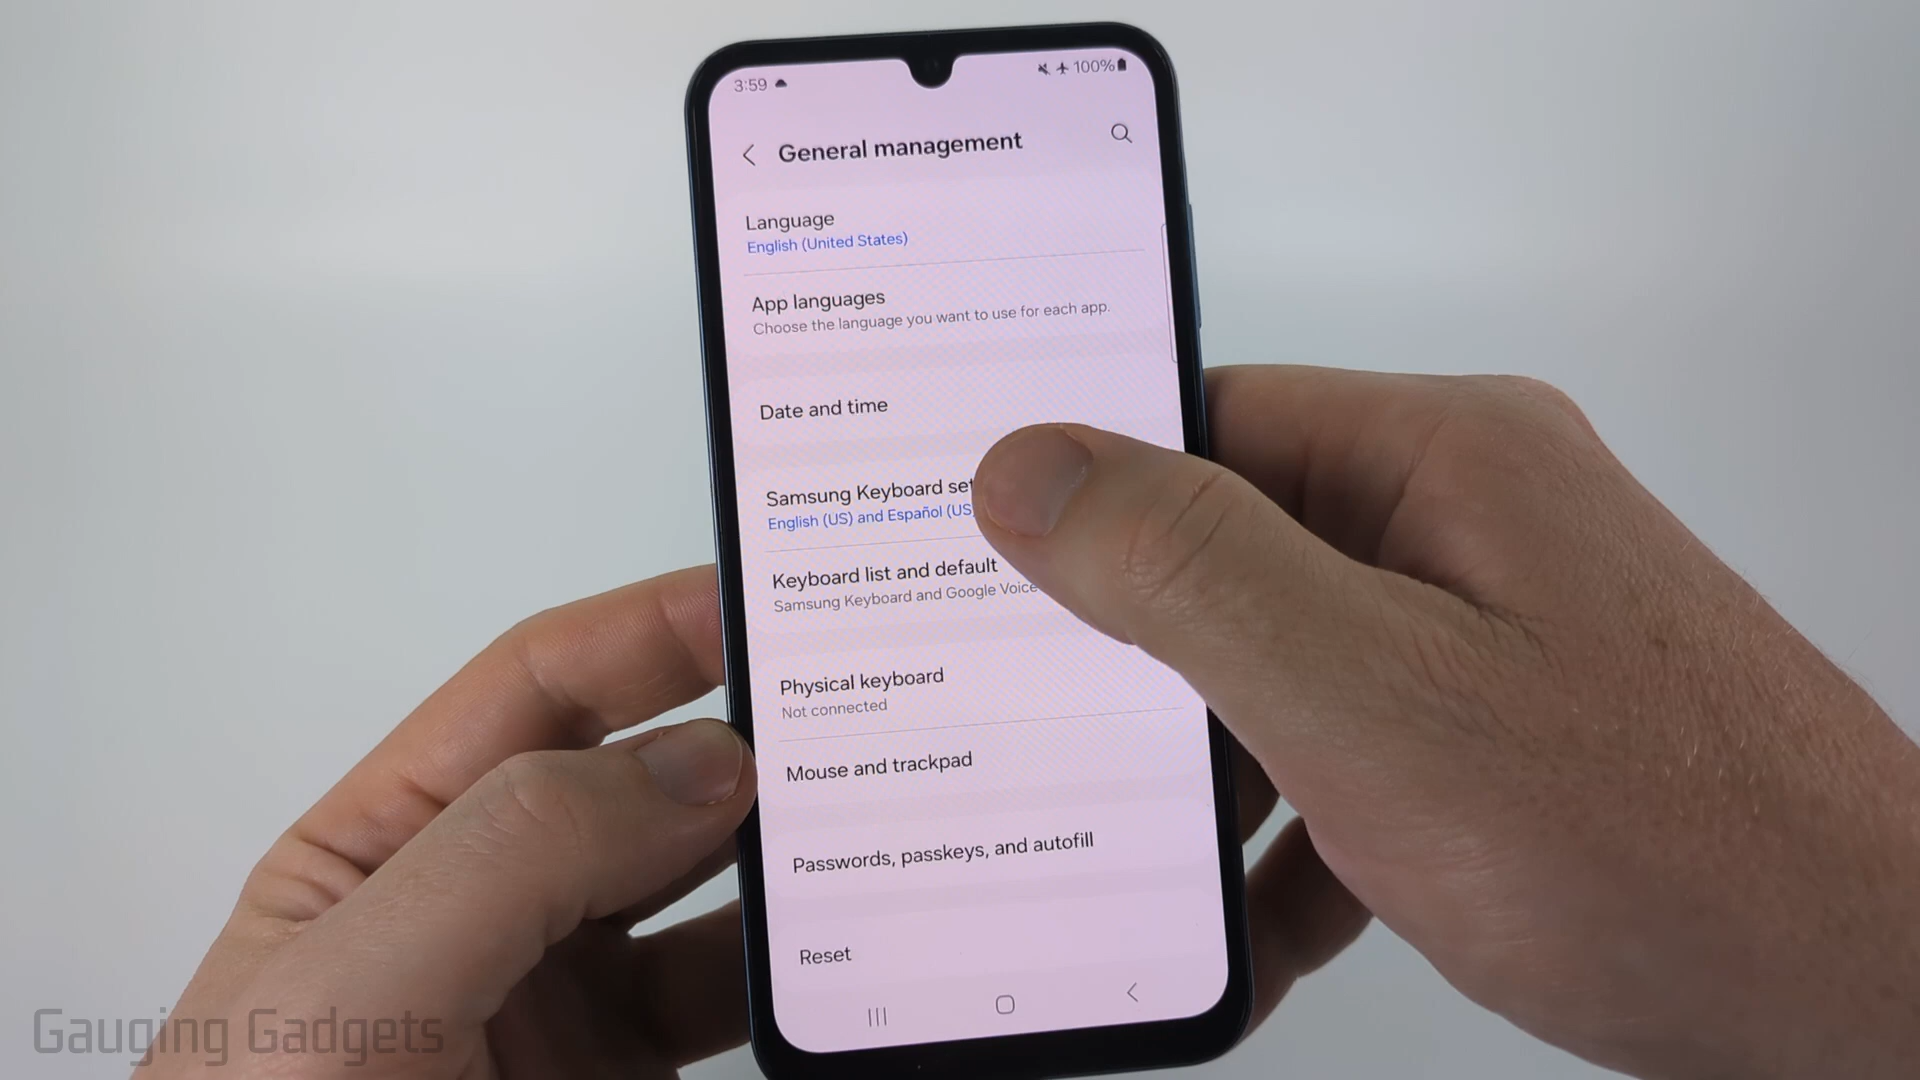 3:59
100%
General management
Language
English (United States)
App languages
Choose the language you want to use for each app.
Date and time
Samsung Keyboard set
English (US) and Español (US
Keyboard list and default
Samsung Keyboard and Google Voice
Physical keyboard
Not connected
Mouse and trackpad
Passwords, passkeys, and autofill
Reset
Gauging Gadgets